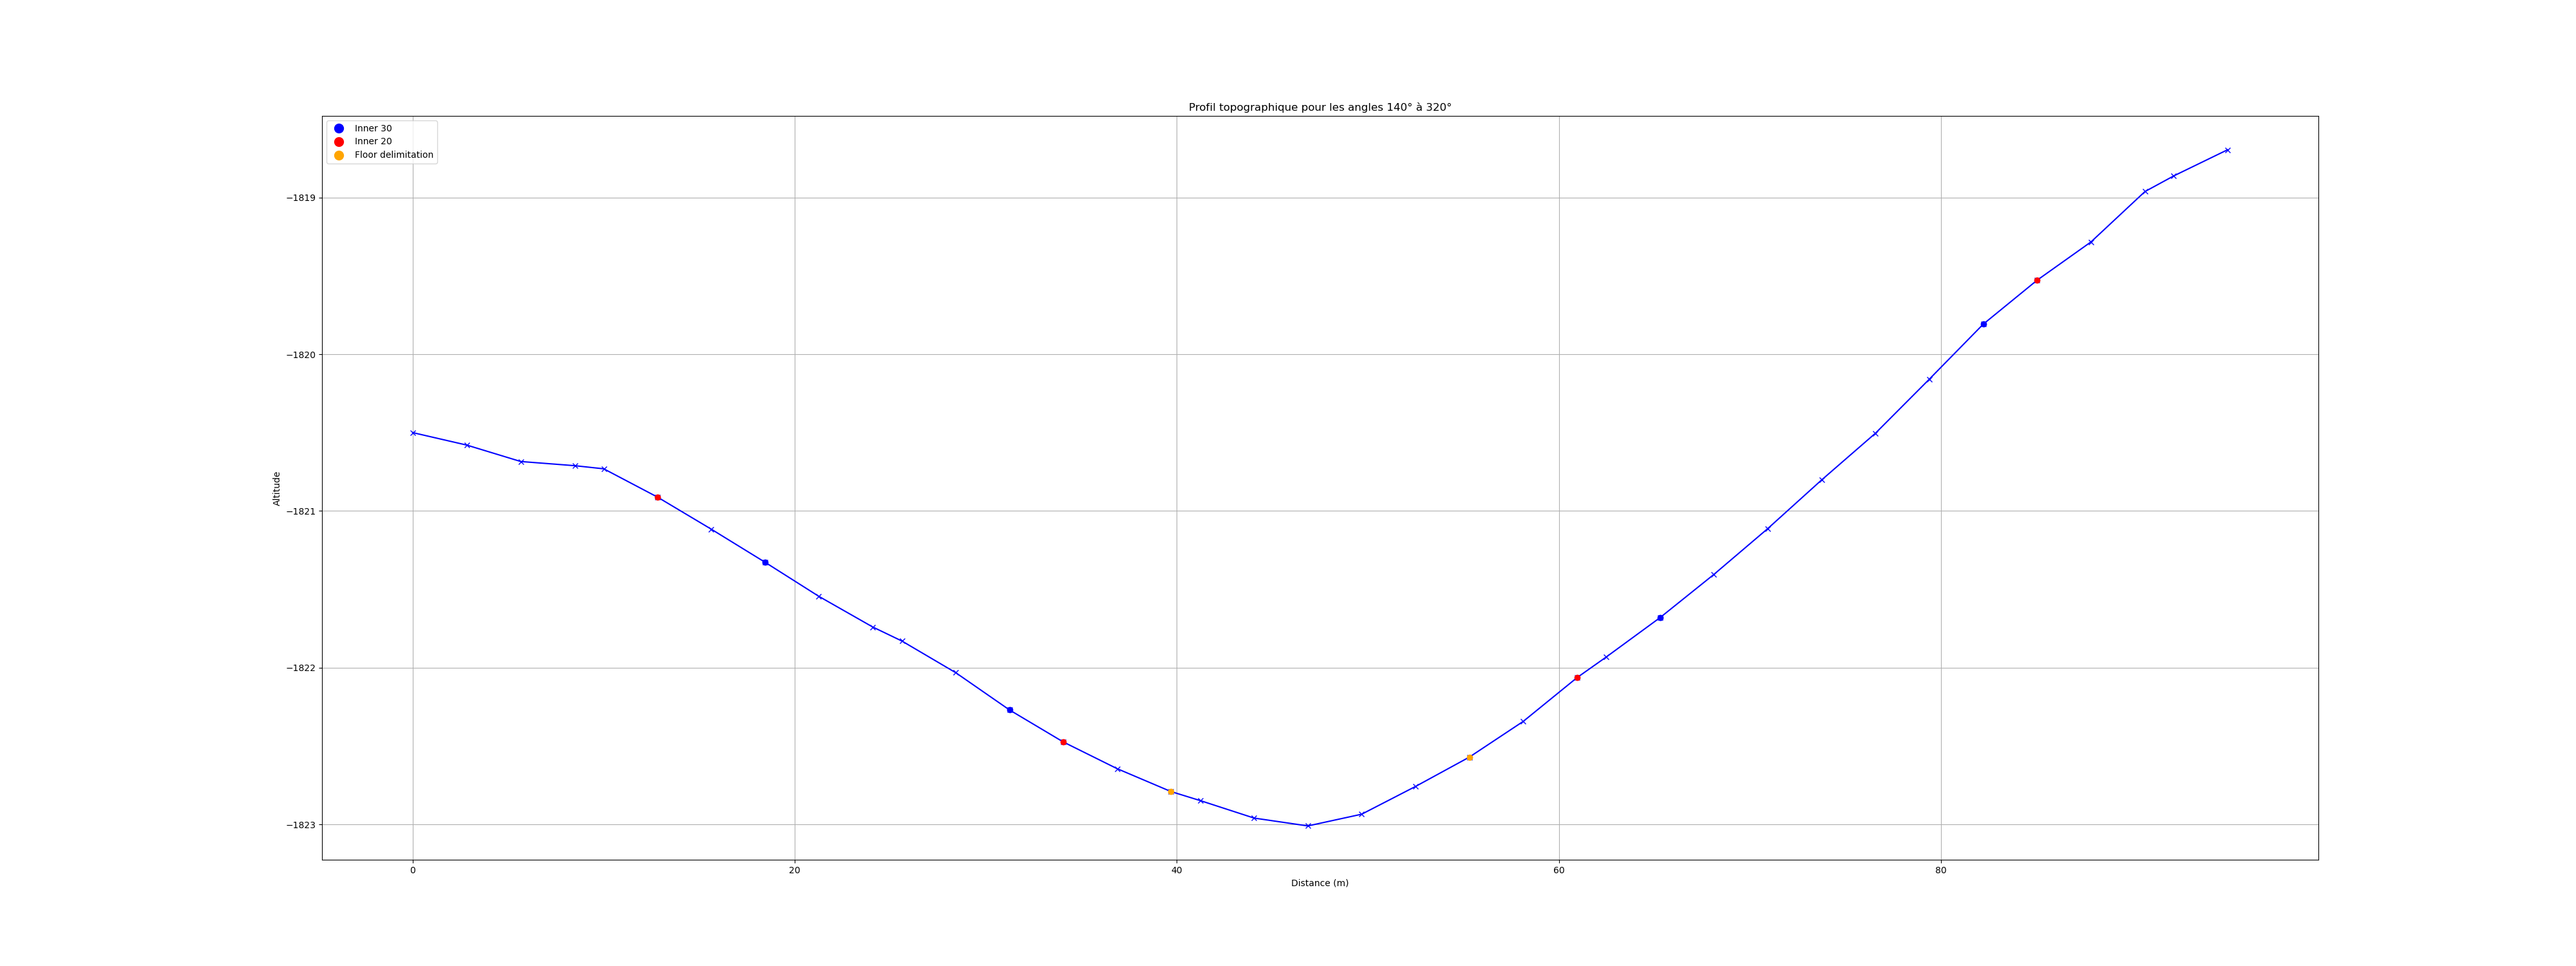 Profil topographique pour les angles 140° à 320°
Inner 30
Inner 20
Floor delimitation
Altitude
−1819
−1820
−1821
−1822
−1823
0 20 40 60 80
Distance (m)